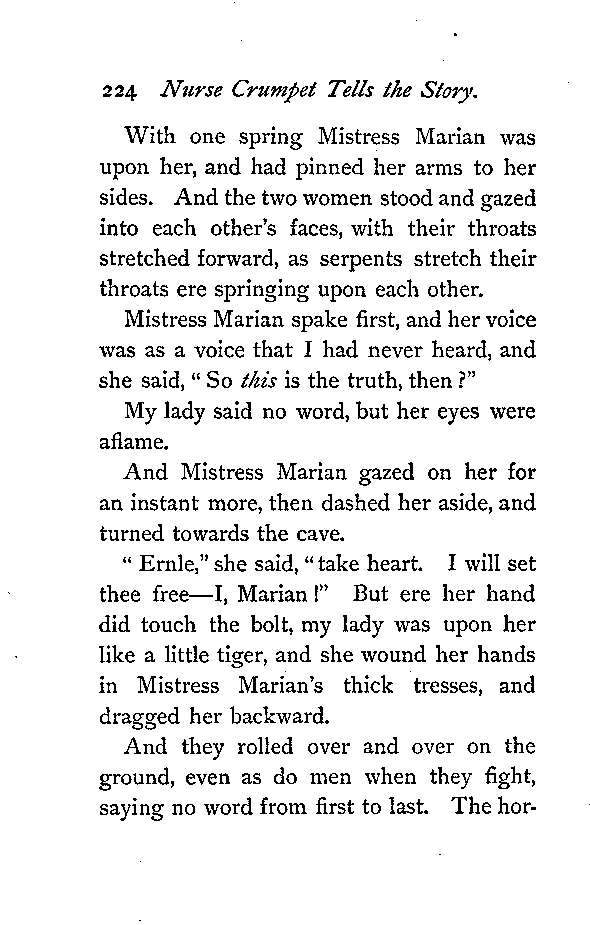 224 Nurse Crumpet Tells the Story.
With one spring Mistress Marian was
upon her, and had pinned her arms to her
sides. And the two women stood and gazed
into each other's faces, with their throats
stretched forward, as serpents stretch their
throats ere springing upon each other.
Mistress Marian spake first, and her voice
was as a voice that I had never heard, and
she said, “ So this is the truth, then ?”
My lady said no word, but her eyes were
aflame.
And Mistress Marian gazed on her for
an instant more, then dashed her aside, and
turned towards the cave.
“ Ernle,” she said, “take heart. I will set
thee free—I, Marian !” But ere her hand
did touch the bolt, my lady was upon her
like a little tiger, and she wound her hands
in Mistress Marian's thick tresses, and
dragged her backward.
And they rolled over and over on the
ground, even as do men when they fight,
saying no word from first to last. The hor-